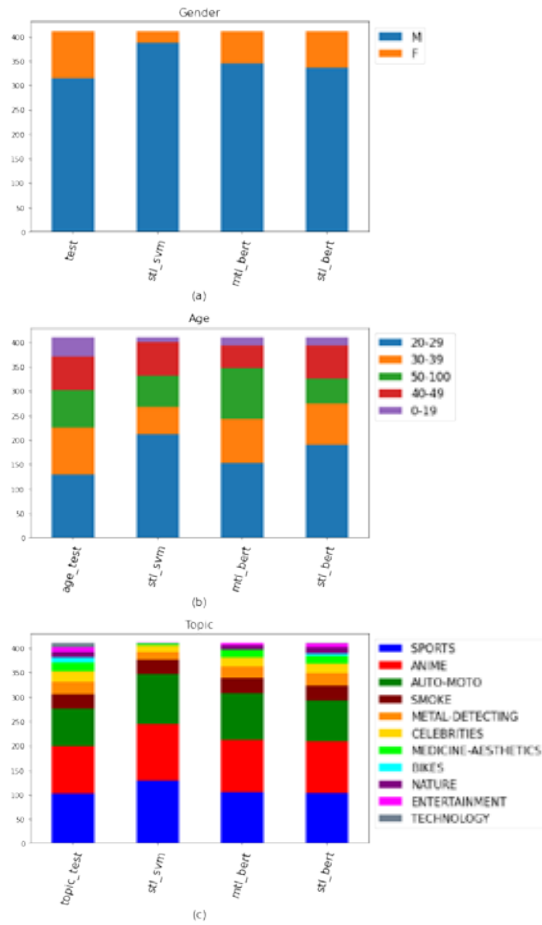 Gender
400
350
300
250
200
150
100
50
0
test
stl_svm
mtl_bert
stl_bert
M
F
(a)
Age
400
350
300
250
200
150
100
50
0
age_test
stl_svm
mtl_bert
stl_bert
20-29
30-39
50-100
40-49
0-19
(b)
Topic
400
350
300
250
200
150
100
50
0
topic_test
stl_svm
mtl_bert
stl_bert
SPORTS
ANIME
AUTO-MOTO
SMOKE
METAL-DETECTING
CELEBRITIES
MEDICINE-AESTHETICS
BIKES
NATURE
ENTERTAINMENT
TECHNOLOGY
(c)